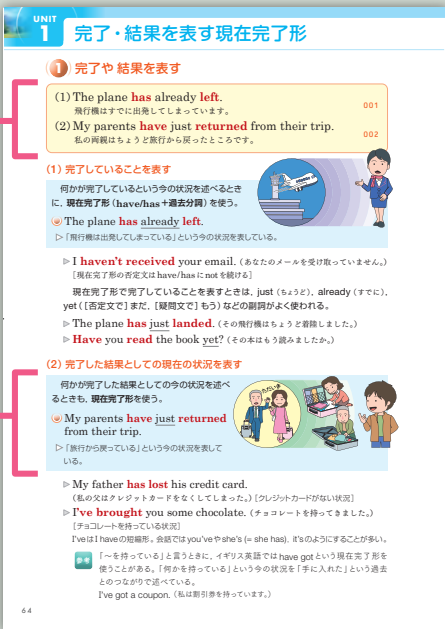 UNIT
1 完了・結果を表す現在完了形
1 完了や結果を表す
(1) The plane has already left.
飛行機はすでに出発してしまっています。
001
(2) My parents have just returned from their trip.
私の両親はちょうど旅行から戻ったところです。
002
(1) 完了していることを表す
何かが完了しているという今の状況を述べるとき
に，現在完了形（have/has＋過去分詞）を使う。
The plane has already left.
▷「飛行機は出発してしまっている」という今の状況を表している。
▷ I haven't received your email.（あなたのメールを受け取っていません。）
［現在完了形の否定文は have/has に not を続ける］
現在完了形で完了していることを表すときは，just（ちょうど），already（すでに），
yet（［否定文で］まだ，［疑問文で］もう）などの副詞がよく使われる。
▷ The plane has just landed.（その飛行機はちょうど着陸しました。）
▷ Have you read the book yet?（その本はもう読みましたか。）
(2) 完了した結果としての現在の状況を表す
何かが完了した結果としての今の状況を述べ
るときも，現在完了形を使う。
My parents have just returned
from their trip.
▷「旅行から戻っている」という今の状況を表して
いる。
ただいま
▷ My father has lost his credit card.
（私の父はクレジットカードをなくしてしまった。）［クレジットカードがない状況］
▷ I've brought you some chocolate.（チョコレートを持ってきました。）
［チョコレートを持っている状況］
I've は I have の短縮形。会話では you've や she's (= she has), it's のようにすることが多い。
参考 「～を持っている」と言うときに，イギリス英語では have got という現在完了形を
使うことがある。「何かを持っている」という今の状況を「手に入れた」という過去
とのつながりで述べている。
I've got a coupon.（私は割引券を持っています。）
64